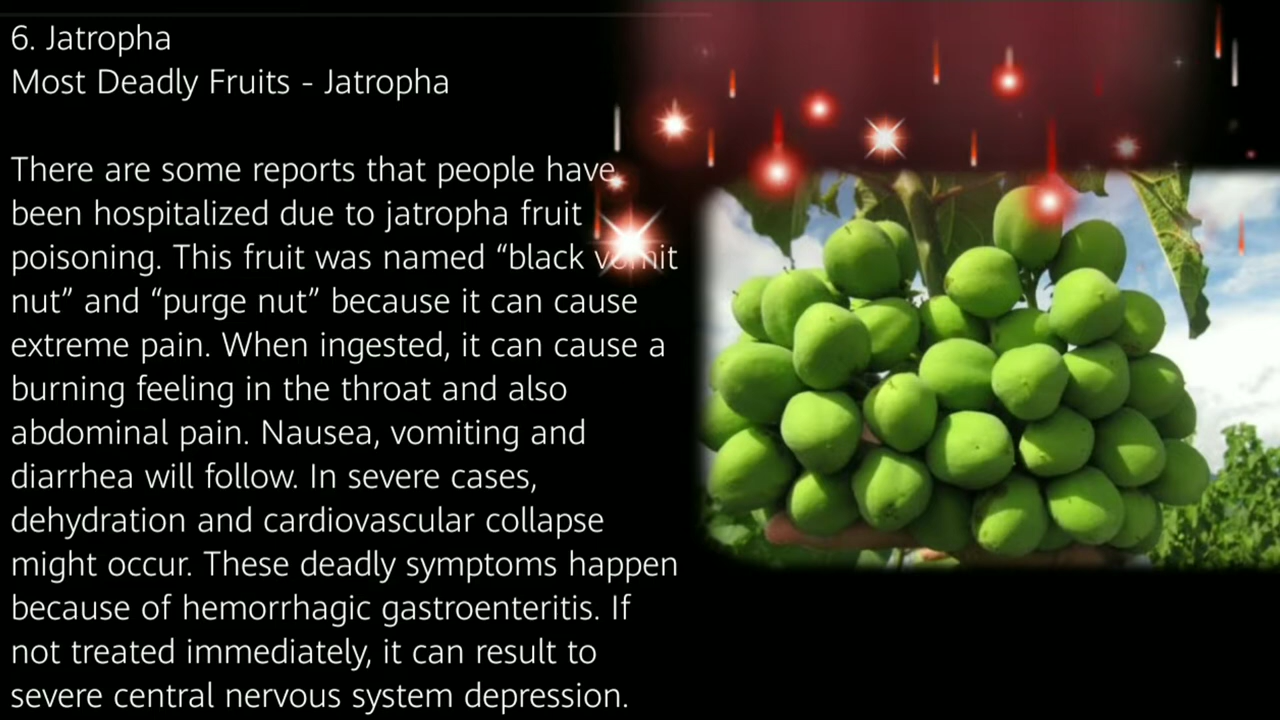 6. Jatropha
Most Deadly Fruits - Jatropha
There are some reports that people have
been hospitalized due to jatropha fruit
poisoning. This fruit was named “black vomit
nut” and “purge nut” because it can cause
extreme pain. When ingested, it can cause a
burning feeling in the throat and also
abdominal pain. Nausea, vomiting and
diarrhea will follow. In severe cases,
dehydration and cardiovascular collapse
might occur. These deadly symptoms happen
because of hemorrhagic gastroenteritis. If
not treated immediately, it can result to
severe central nervous system depression.